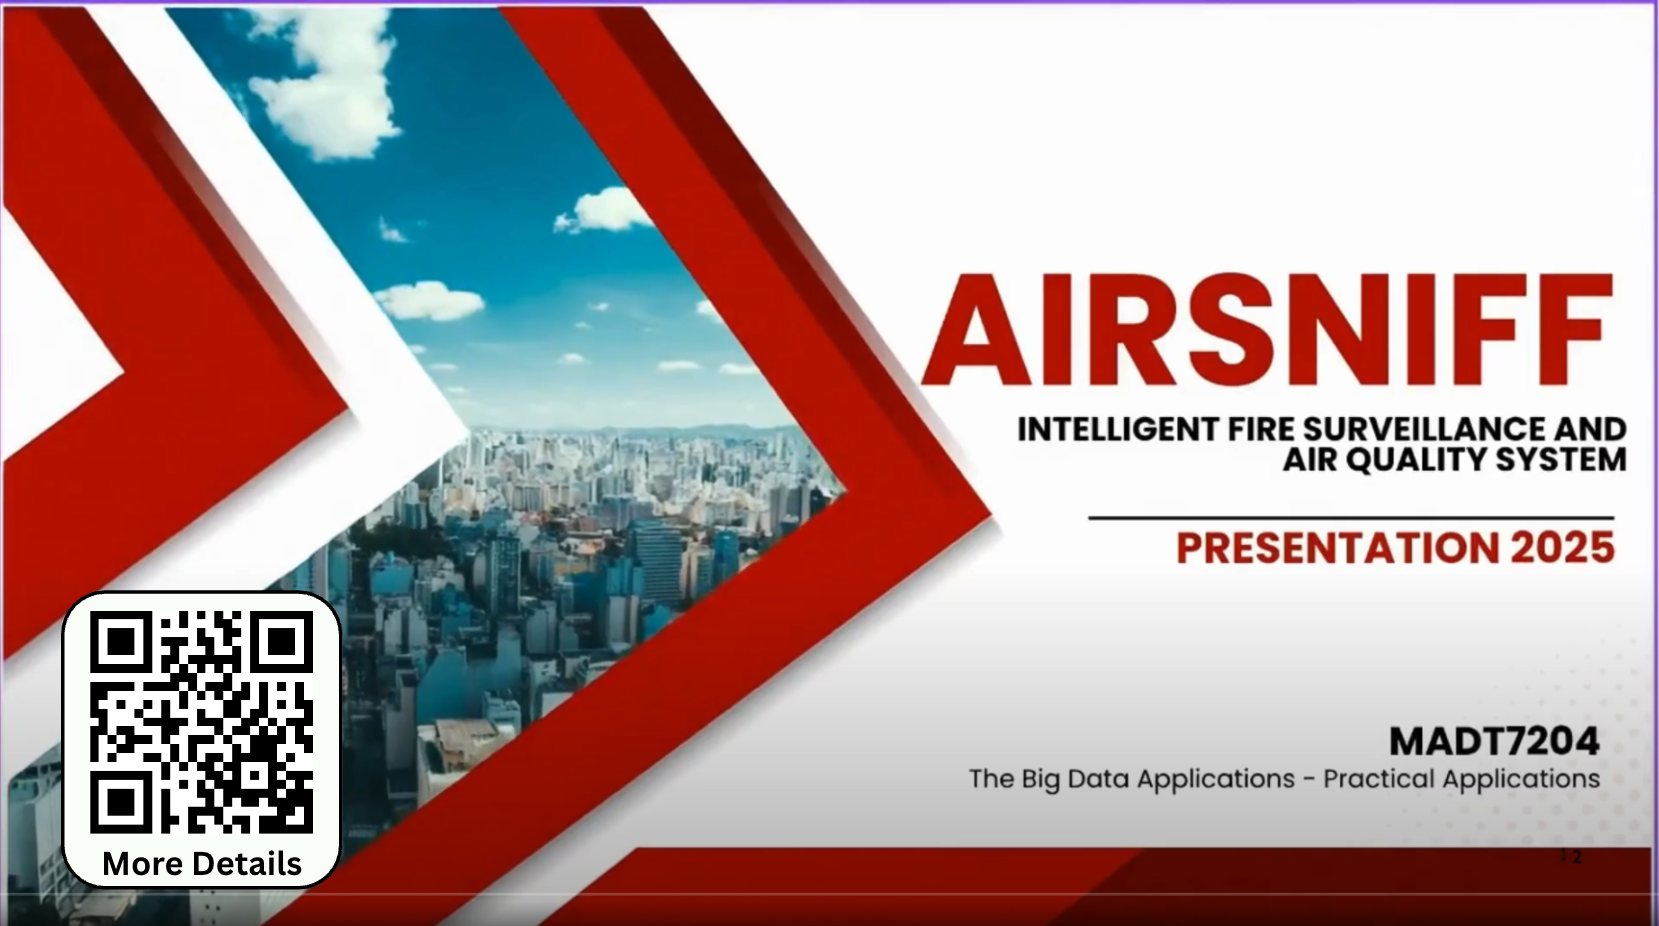 AIRSNIFF
INTELLIGENT FIRE SURVEILLANCE AND
AIR QUALITY SYSTEM
PRESENTATION 2025
MADT7204
The Big Data Applications - Practical Applications
More Details
2